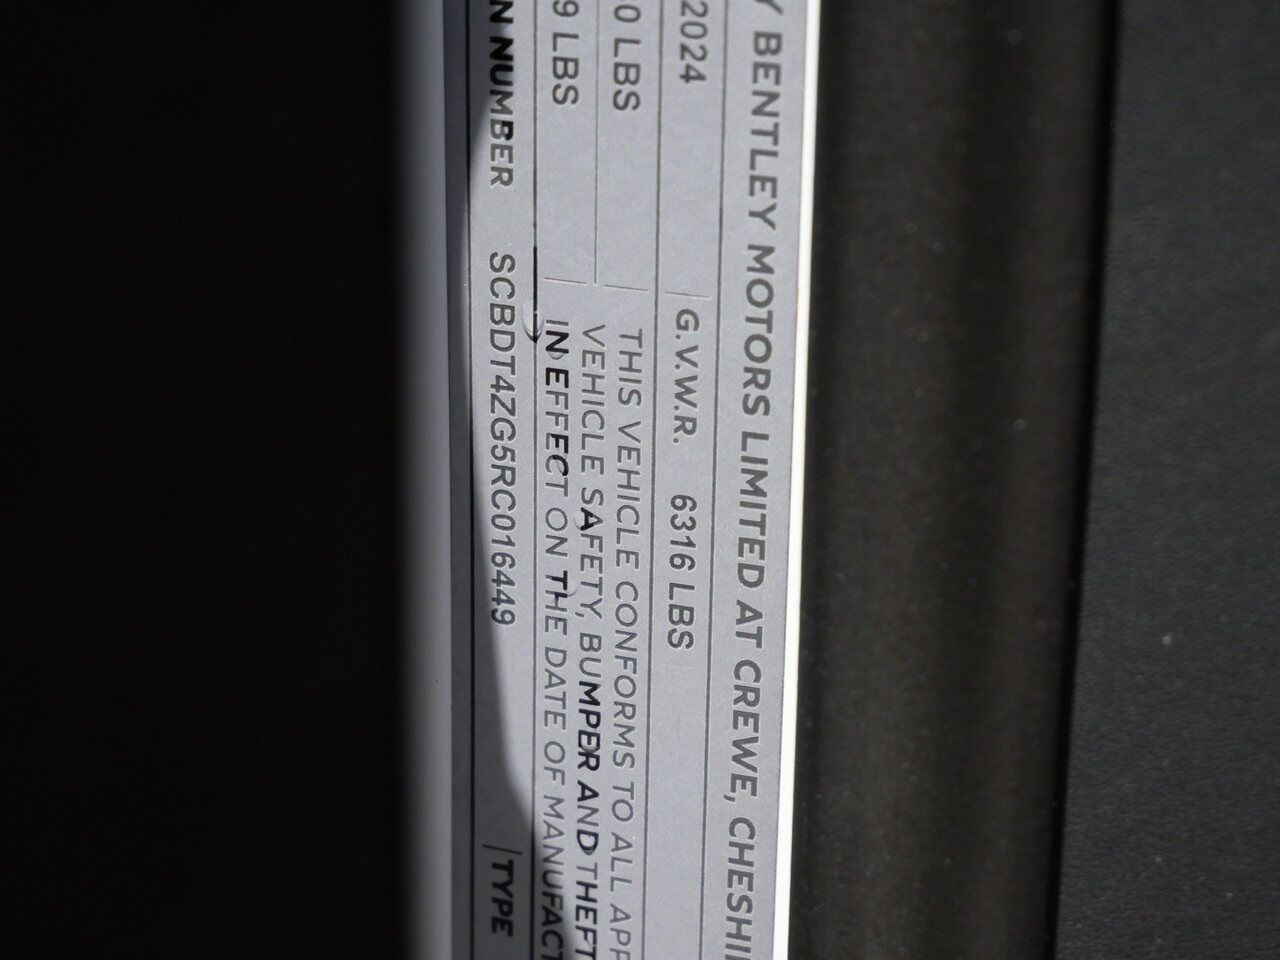 Y BENTLEY MOTORS LIMITED AT CREWE, CHESHI
2024 G.V.W.R. 6316 LBS
0 LBS THIS VEHICLE CONFORMS TO ALL APP
VEHICLE SAFETY, BUMPER AND THEFT
9 LBS IN EFFECT ON THE DATE OF MANUFACT
N NUMBER SCBDT4ZG5RC016449 TYPE